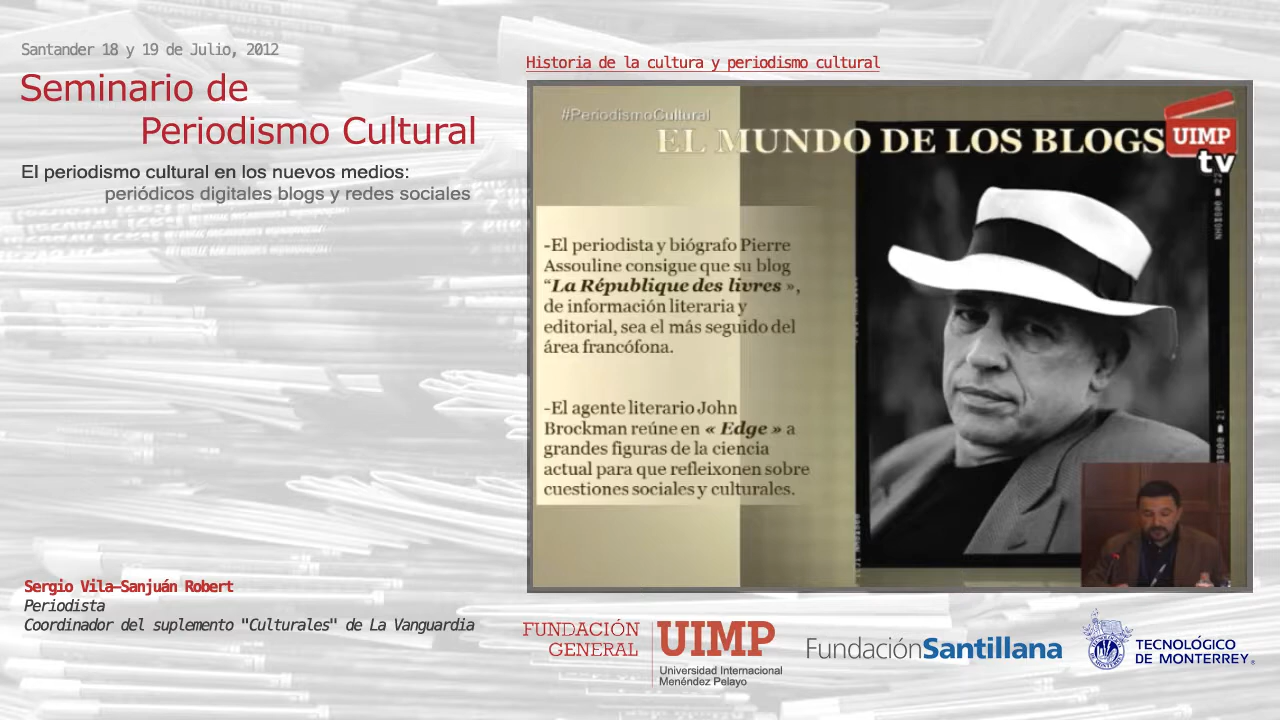 Santander 18 y 19 de Julio, 2012
Seminario de
Periodismo Cultural
El periodismo cultural en los nuevos medios:
periódicos digitales blogs y redes sociales
Historia de la cultura y periodismo cultural
#PeriodismoCultural
EL MUNDO DE LOS BLOGS
UIMP
tv
-El periodista y biógrafo Pierre
Assouline consigue que su blog
“La République des livres »,
de información literaria y
editorial, sea el más seguido del
área francófona.
-El agente literario John
Brockman reúne en « Edge » a
grandes figuras de la ciencia
actual para que refleixonen sobre
cuestiones sociales y culturales.
Sergio Vila-Sanjuán Robert
Periodista
Coordinador del suplemento "Culturales" de La Vanguardia
FUNDACIÓN
GENERAL
UIMP
Universidad Internacional
Menéndez Pelayo
FundaciónSantillana
TECNOLÓGICO
DE MONTERREY®